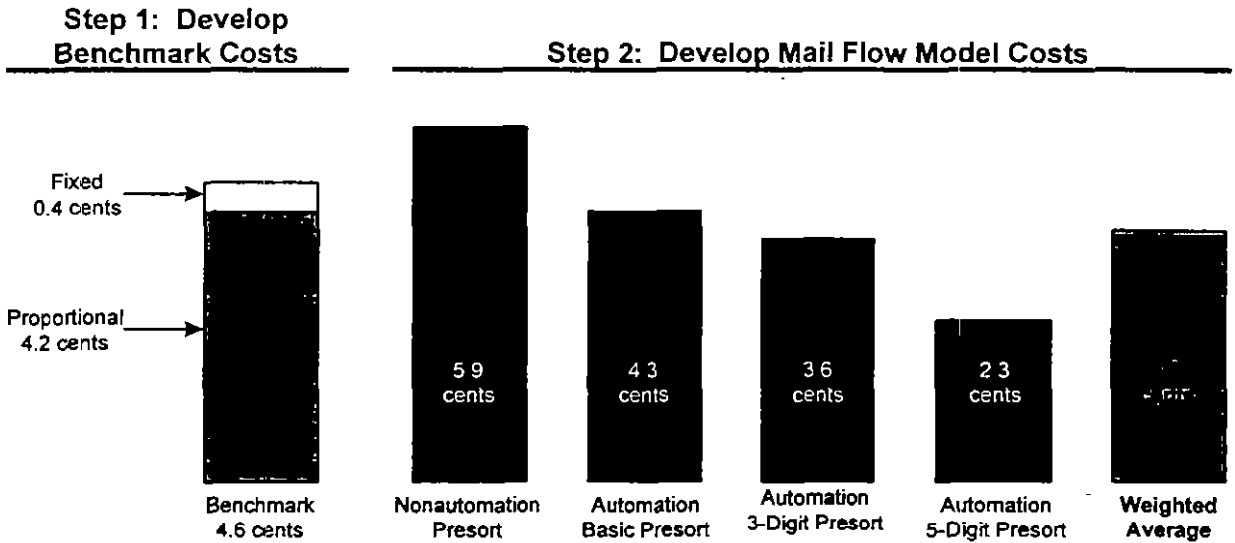 Step 1: Develop
Benchmark Costs
Step 2: Develop Mail Flow Model Costs
Fixed
0.4 cents
Proportional
4.2 cents
5 9
cents
4 3
cents
3 6
cents
2 3
cents
Benchmark
4.6 cents
Nonautomation
Presort
Automation
Basic Presort
Automation
3-Digit Presort
Automation
5-Digit Presort
Weighted
Average